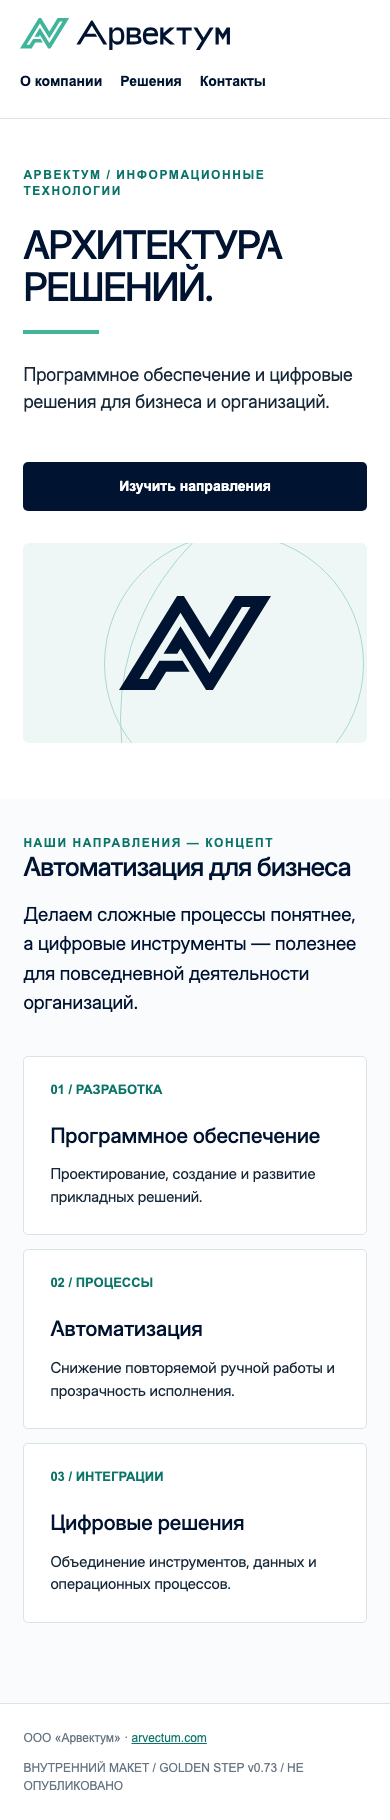 Арвектум
О компании Решения Контакты
АРВЕКТУМ / ИНФОРМАЦИОННЫЕ
ТЕХНОЛОГИИ
АРХИТЕКТУРА
РЕШЕНИЙ.
Программное обеспечение и цифровые
решения для бизнеса и организаций.
Изучить направления
НАШИ НАПРАВЛЕНИЯ — КОНЦЕПТ
Автоматизация для бизнеса
Делаем сложные процессы понятнее,
а цифровые инструменты — полезнее
для повседневной деятельности
организаций.
01 / РАЗРАБОТКА
Программное обеспечение
Проектирование, создание и развитие
прикладных решений.
02 / ПРОЦЕССЫ
Автоматизация
Снижение повторяемой ручной работы и
прозрачность исполнения.
03 / ИНТЕГРАЦИИ
Цифровые решения
Объединение инструментов, данных и
операционных процессов.
ООО «Арвектум» · arvectum.com
ВНУТРЕННИЙ МАКЕТ / GOLDEN STEP v0.73 / НЕ
ОПУБЛИКОВАНО